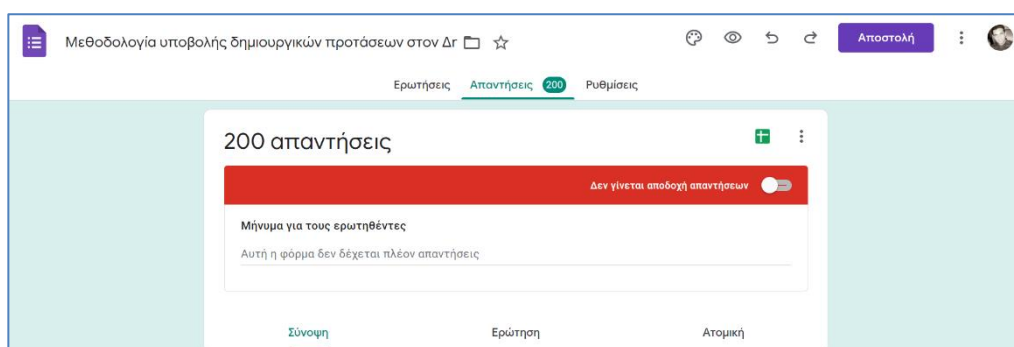 Μεθοδολογία υποβολής δημιουργικών προτάσεων στον Δr
Αποστολή
Ερωτήσεις Απαντήσεις 200 Ρυθμίσεις
200 απαντήσεις
Δεν γίνεται αποδοχή απαντήσεων
Μήνυμα για τους ερωτηθέντες
Αυτή η φόρμα δεν δέχεται πλέον απαντήσεις
Σύνοψη Ερώτηση Ατομική